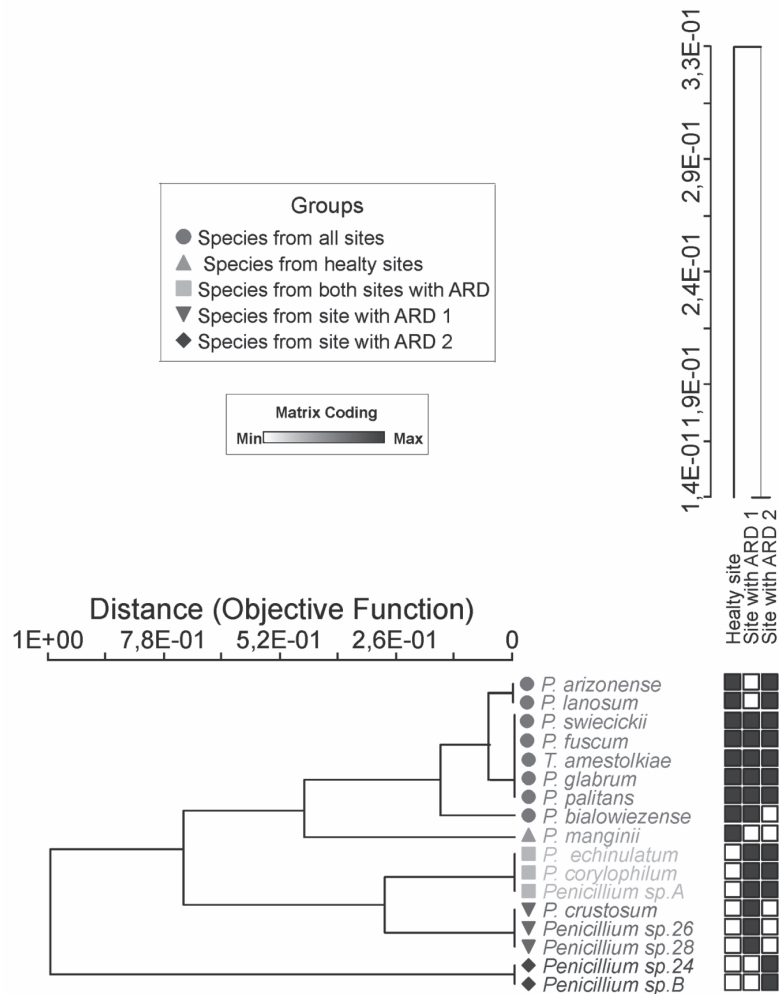 3,3E-01
2,9E-01
2,4E-01
1,9E-01
1,4E-01
Groups
Species from all sites
Species from healty sites
Species from both sites with ARD
Species from site with ARD 1
Species from site with ARD 2
Matrix Coding
Min Max
Healty site
Site with ARD 1
Site with ARD 2
Distance (Objective Function)
1E+00 7,8E-01 5,2E-01 2,6E-01 0
P. arizonense
P. lanosum
P. swiecickii
P. fuscum
T. amestolkiae
P. glabrum
P. palitans
P. bialowiezense
P. manginii
P. echinulatum
P. corylophilum
Penicillium sp.A
P. crustosum
Penicillium sp.26
Penicillium sp.28
Penicillium sp.24
Penicillium sp.B